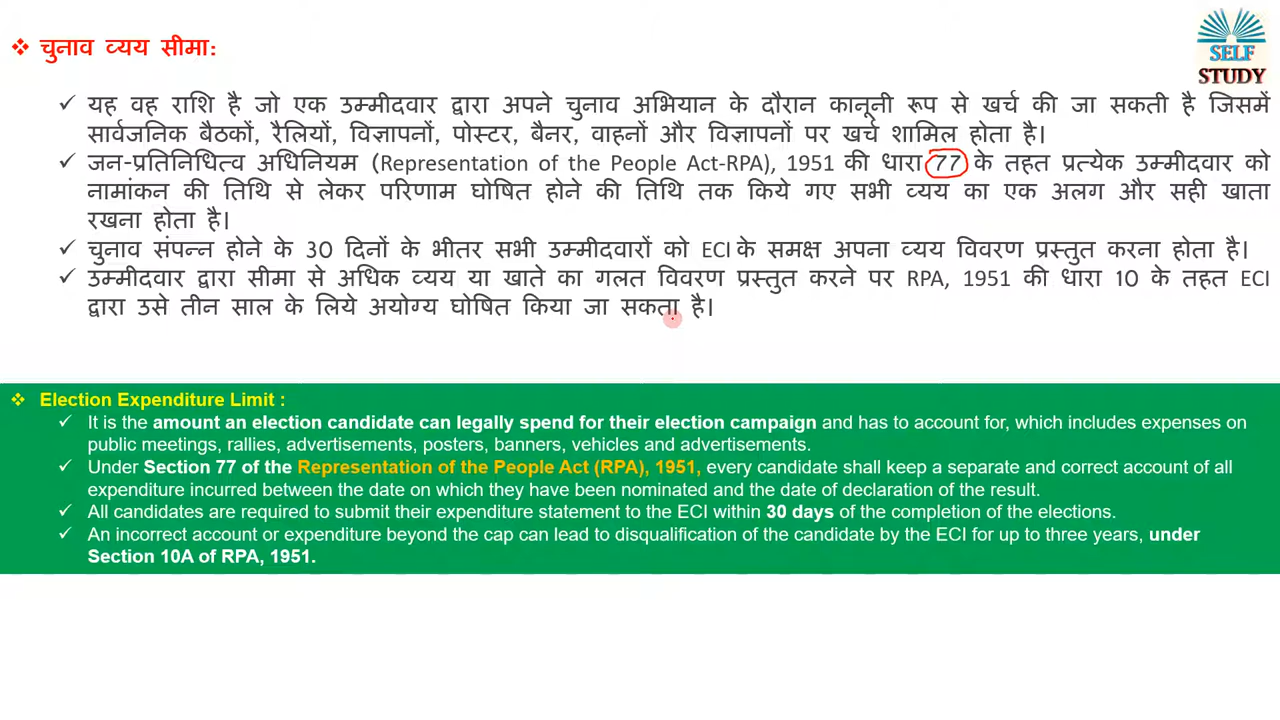 ❖ चुनाव व्यय सीमा:
SELF
STUDY
✓ यह वह राशि है जो एक उम्मीदवार द्वारा अपने चुनाव अभियान के दौरान कानूनी रूप से खर्च की जा सकती है जिसमें
सार्वजनिक बैठकों, रैलियों, विज्ञापनों, पोस्टर, बैनर, वाहनों और विज्ञापनों पर खर्च शामिल होता है।
✓ जन-प्रतिनिधित्व अधिनियम (Representation of the People Act-RPA), 1951 की धारा 77 के तहत प्रत्येक उम्मीदवार को
नामांकन की तिथि से लेकर परिणाम घोषित होने की तिथि तक किये गए सभी व्यय का एक अलग और सही खाता
रखना होता है।
✓ चुनाव संपन्न होने के 30 दिनों के भीतर सभी उम्मीदवारों को ECI के समक्ष अपना व्यय विवरण प्रस्तुत करना होता है।
✓ उम्मीदवार द्वारा सीमा से अधिक व्यय या खाते का गलत विवरण प्रस्तुत करने पर RPA, 1951 की धारा 10 के तहत ECI
द्वारा उसे तीन साल के लिये अयोग्य घोषित किया जा सकता है।
❖ Election Expenditure Limit :
✓ It is the amount an election candidate can legally spend for their election campaign and has to account for, which includes expenses on
public meetings, rallies, advertisements, posters, banners, vehicles and advertisements.
✓ Under Section 77 of the Representation of the People Act (RPA), 1951, every candidate shall keep a separate and correct account of all
expenditure incurred between the date on which they have been nominated and the date of declaration of the result.
✓ All candidates are required to submit their expenditure statement to the ECI within 30 days of the completion of the elections.
✓ An incorrect account or expenditure beyond the cap can lead to disqualification of the candidate by the ECI for up to three years, under
Section 10A of RPA, 1951.